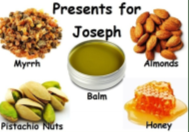 Presents for
Joseph
Myrrh
Almonds
Balm
Pistachio Nuts
Honey